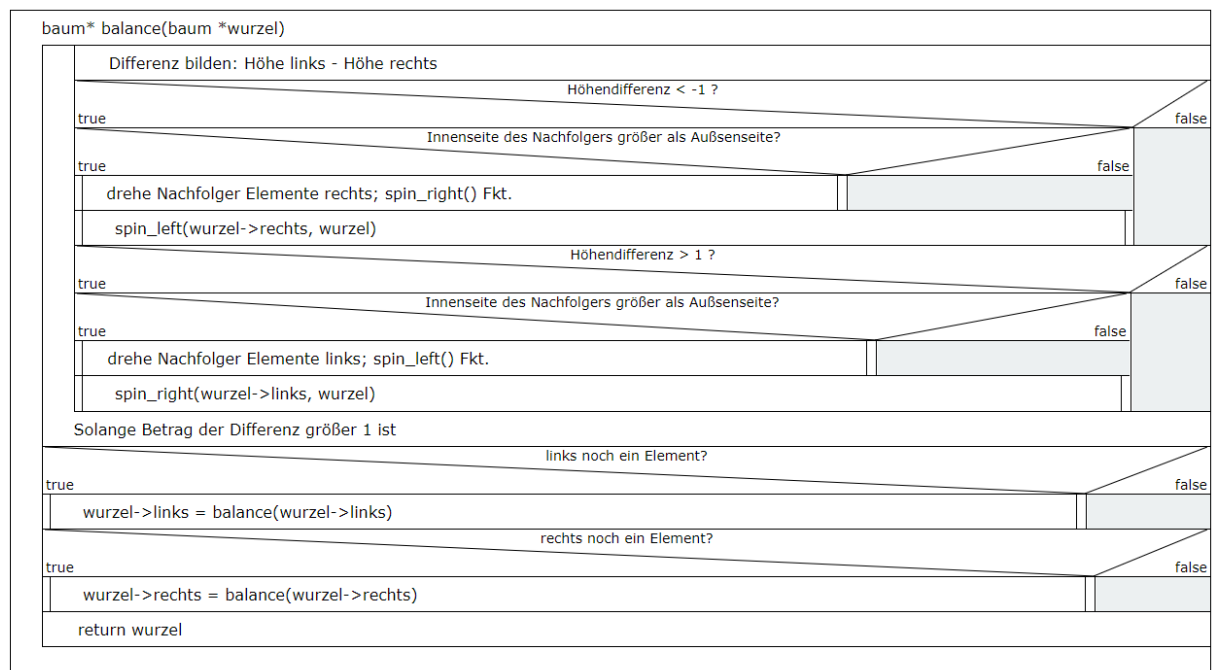 baum* balance(baum *wurzel)
Differenz bilden: Höhe links - Höhe rechts
Höhendifferenz < -1 ?
true
false
Innenseite des Nachfolgers größer als Außsenseite?
true
false
drehe Nachfolger Elemente rechts; spin_right() Fkt.
spin_left(wurzel->rechts, wurzel)
Höhendifferenz > 1 ?
true
false
Innenseite des Nachfolgers größer als Außsenseite?
true
false
drehe Nachfolger Elemente links; spin_left() Fkt.
spin_right(wurzel->links, wurzel)
Solange Betrag der Differenz größer 1 ist
links noch ein Element?
true
false
wurzel->links = balance(wurzel->links)
rechts noch ein Element?
true
false
wurzel->rechts = balance(wurzel->rechts)
return wurzel